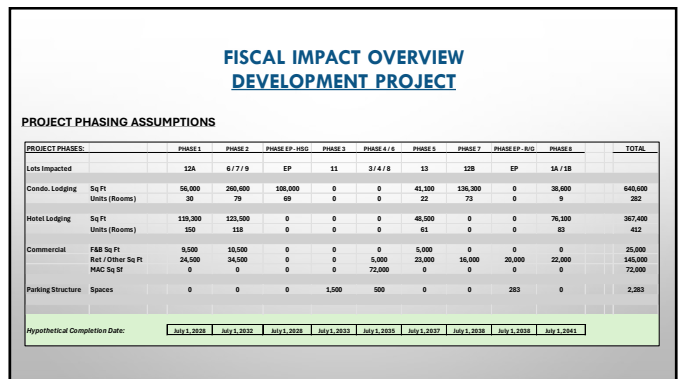 FISCAL IMPACT OVERVIEW
DEVELOPMENT PROJECT
PROJECT PHASING ASSUMPTIONS
PROJECT PHASES: PHASE 1 PHASE 2 PHASE EP - HSG PHASE 3 PHASE 4 / 6 PHASE 5 PHASE 7 PHASE EP - R/G PHASE 8 TOTAL
Lots Impacted 12A 6 / 7 / 9 EP 11 3 / 4 / 8 13 12B EP 1A / 1B
Condo. Lodging Sq Ft 56,000 260,600 108,000 0 0 41,100 136,300 0 38,600 640,600
Units (Rooms) 30 79 69 0 0 22 73 0 9 282
Hotel Lodging Sq Ft 119,300 123,500 0 0 0 48,500 0 0 76,100 367,400
Units (Rooms) 150 118 0 0 0 61 0 0 83 412
Commercial F&B Sq Ft 9,500 10,500 0 0 0 5,000 0 0 0 25,000
Ret / Other Sq Ft 24,500 34,500 0 0 5,000 23,000 16,000 20,000 22,000 145,000
MAC Sq Sf 0 0 0 0 72,000 0 0 0 0 72,000
Parking Structure Spaces 0 0 0 1,500 500 0 0 283 0 2,283
Hypothetical Completion Date: July 1, 2028 July 1, 2032 July 1, 2028 July 1, 2033 July 1, 2035 July 1, 2037 July 1, 2038 July 1, 2038 July 1, 2041